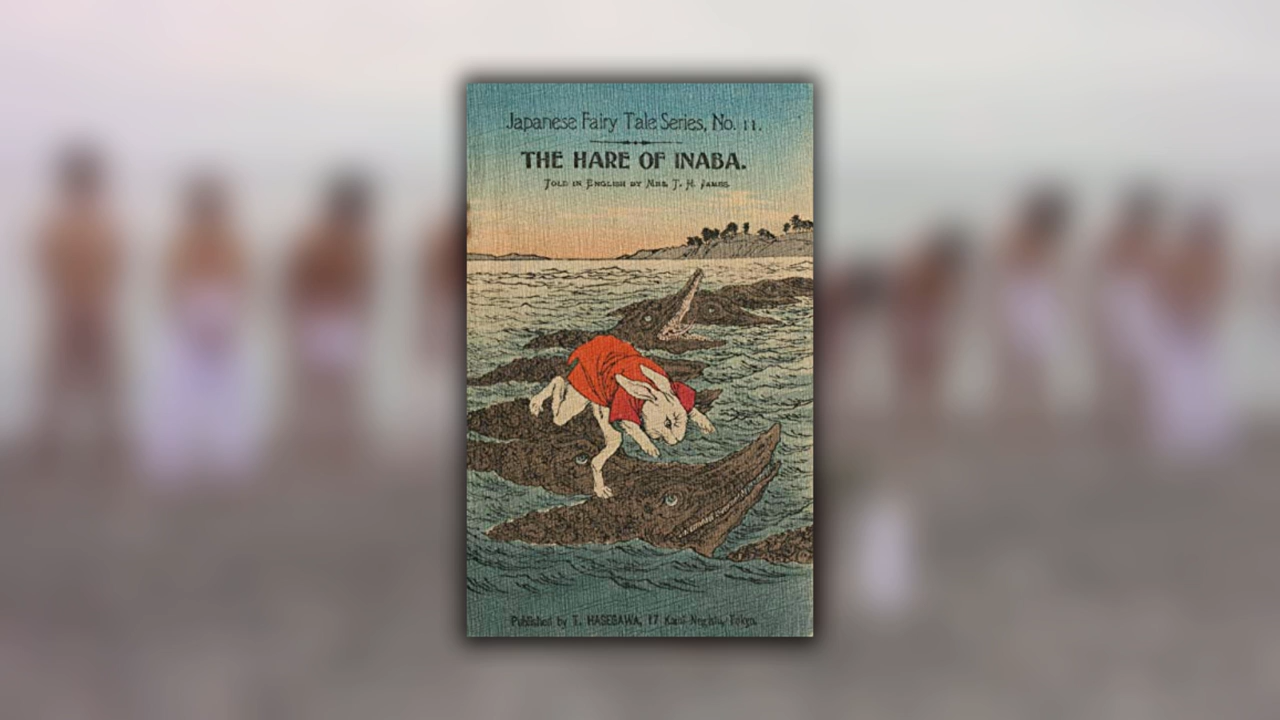 Japanese Fairy Tale Series, No. 11.
THE HARE OF INABA.
TOLD IN ENGLISH BY MRS. T. H. JAMES.
Published by T. HASEGAWA, 17 Kami Negishi, Tokyo.